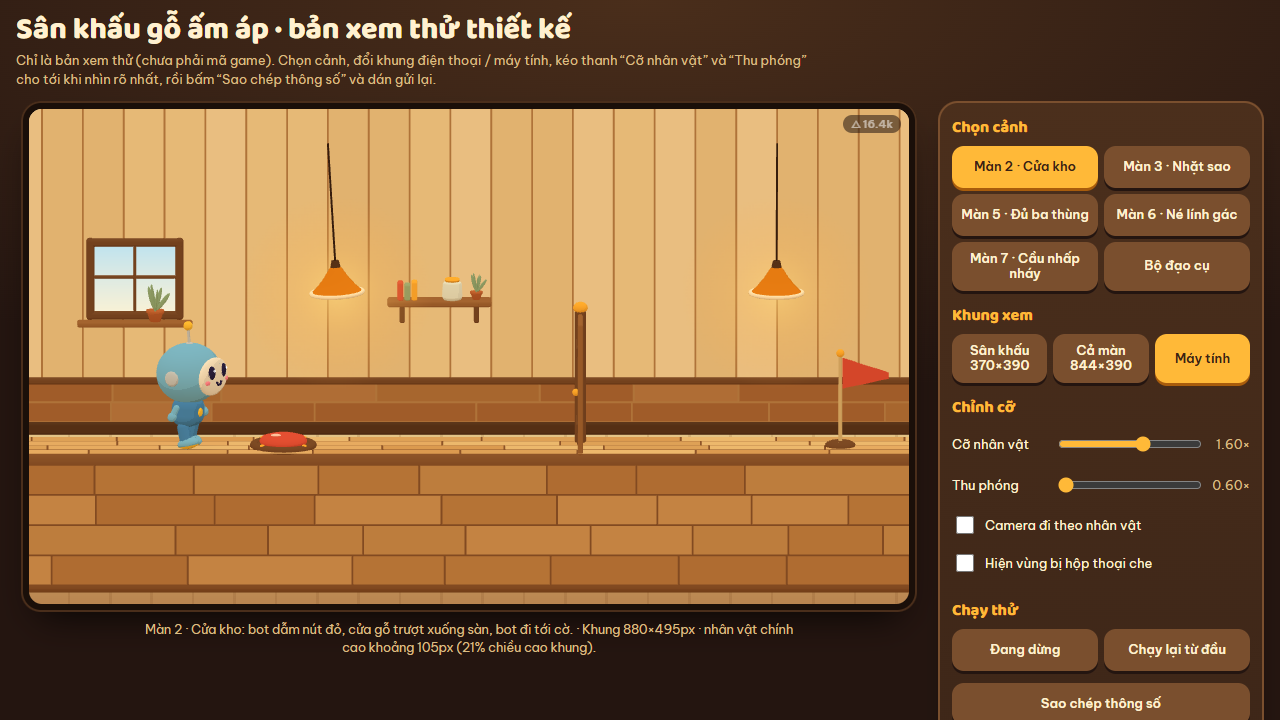 Sân khấu gỗ ấm áp · bản xem thử thiết kế
Chỉ là bản xem thử (chưa phải mã game). Chọn cảnh, đổi khung điện thoại / máy tính, kéo thanh “Cỡ nhân vật” và “Thu phóng”
cho tới khi nhìn rõ nhất, rồi bấm “Sao chép thông số” và dán gửi lại.
△ 16.4k
Màn 2 · Cửa kho: bot dẫm nút đỏ, cửa gỗ trượt xuống sàn, bot đi tới cờ. · Khung 880×495px · nhân vật chính
cao khoảng 105px (21% chiều cao khung).
Chọn cảnh
Màn 2 · Cửa kho
Màn 3 · Nhặt sao
Màn 5 · Đủ ba thùng
Màn 6 · Né lính gác
Màn 7 · Cầu nhấp
nháy
Bộ đạo cụ
Khung xem
Sân khấu
370×390
Cả màn
844×390
Máy tính
Chỉnh cỡ
Cỡ nhân vật
1.60×
Thu phóng
0.60×
Camera đi theo nhân vật
Hiện vùng bị hộp thoại che
Chạy thử
Đang dừng
Chạy lại từ đầu
Sao chép thông số